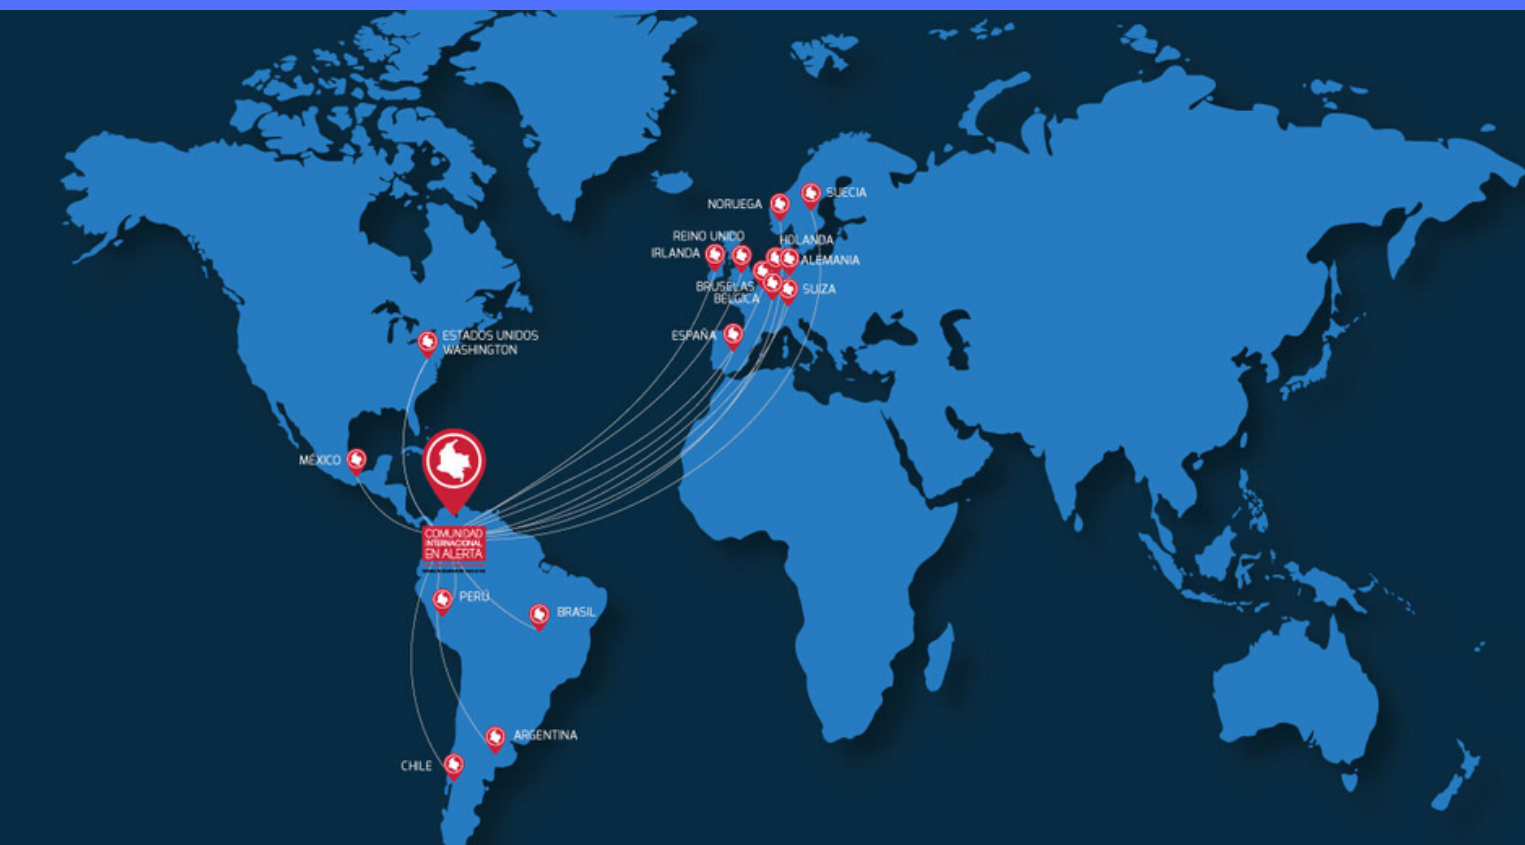 SUECIA
NORUEGA
REINO UNIDO
HOLANDA
IRLANDA
ALEMANIA
BRUSELAS
BÉLGICA
SUIZA
ESPAÑA
ESTADOS UNIDOS
WASHINGTON
MÉXICO
COMUNIDAD
INTERNACIONAL
EN ALERTA
PERÚ
BRASIL
ARGENTINA
CHILE